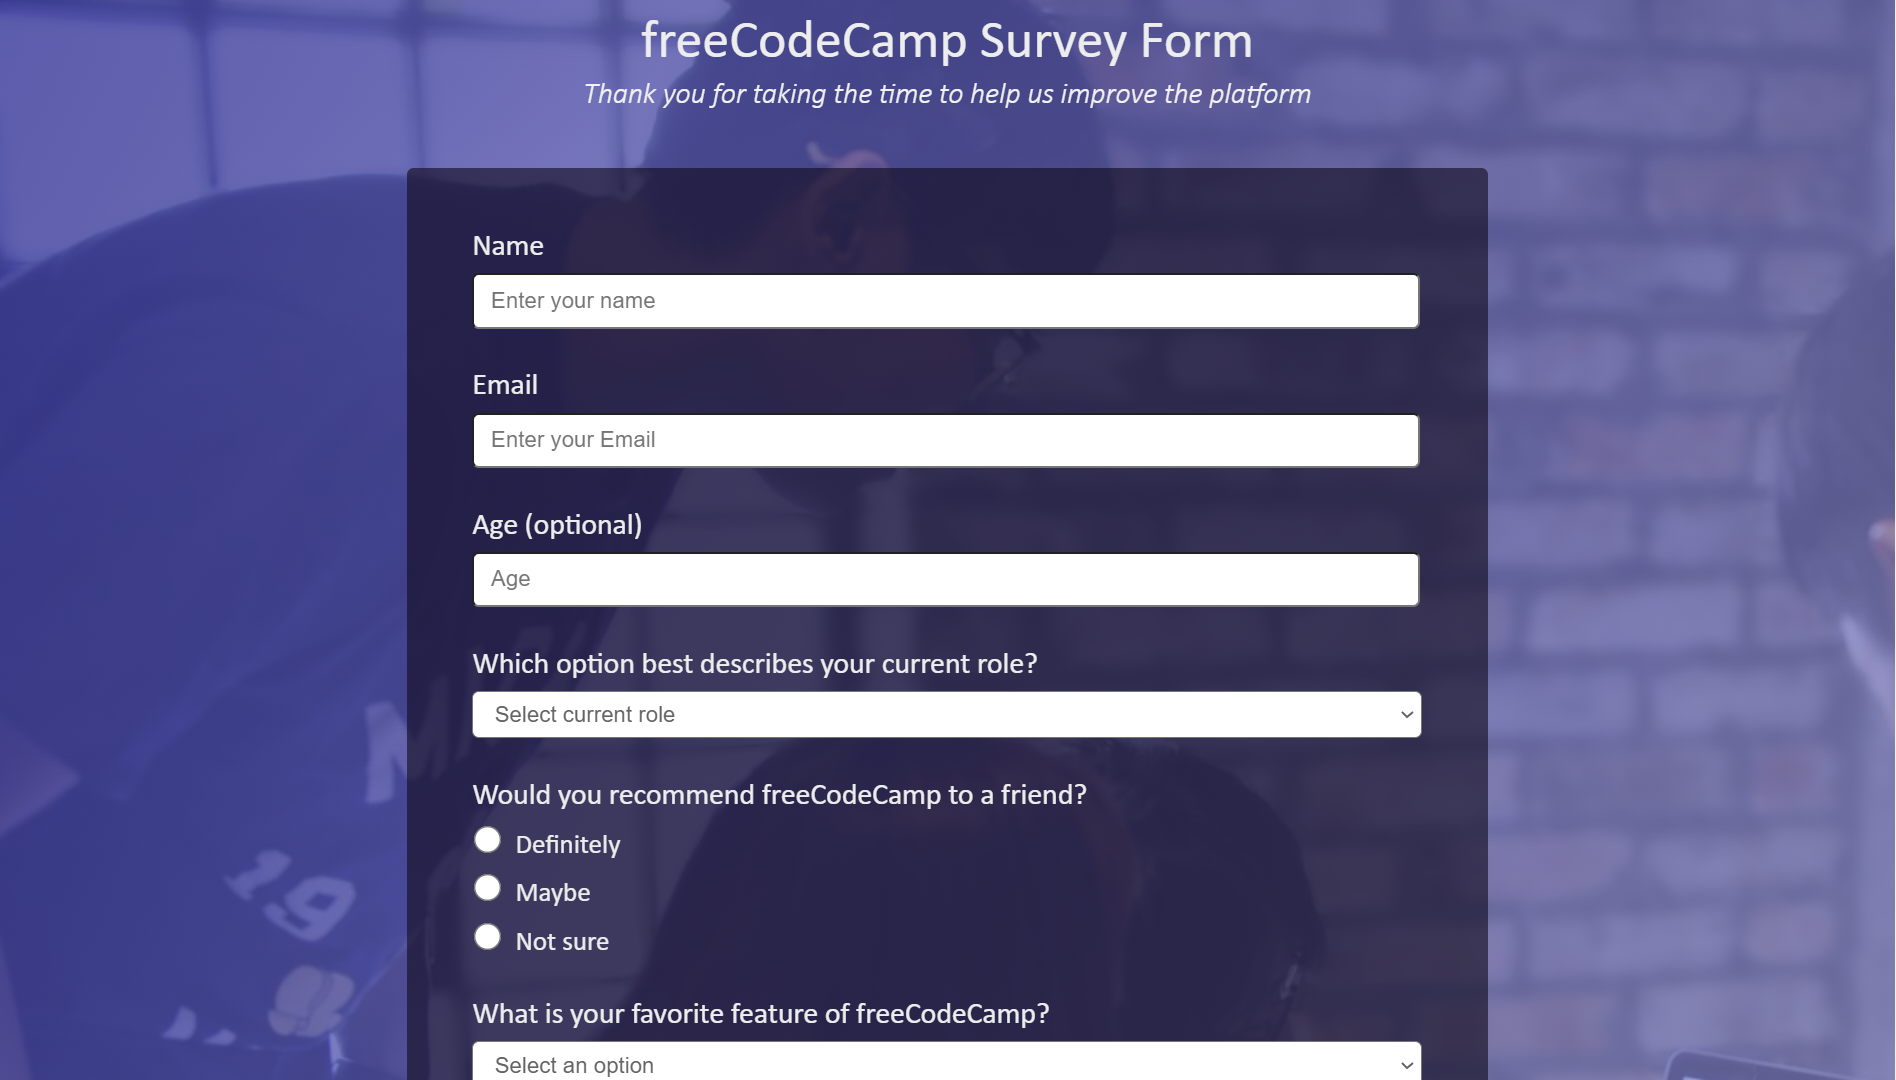 freeCodeCamp Survey Form
Thank you for taking the time to help us improve the platform
Name
Enter your name
Email
Enter your Email
Age (optional)
Age
Which option best describes your current role?
Select current role
Would you recommend freeCodeCamp to a friend?
Definitely
Maybe
Not sure
What is your favorite feature of freeCodeCamp?
Select an option
19